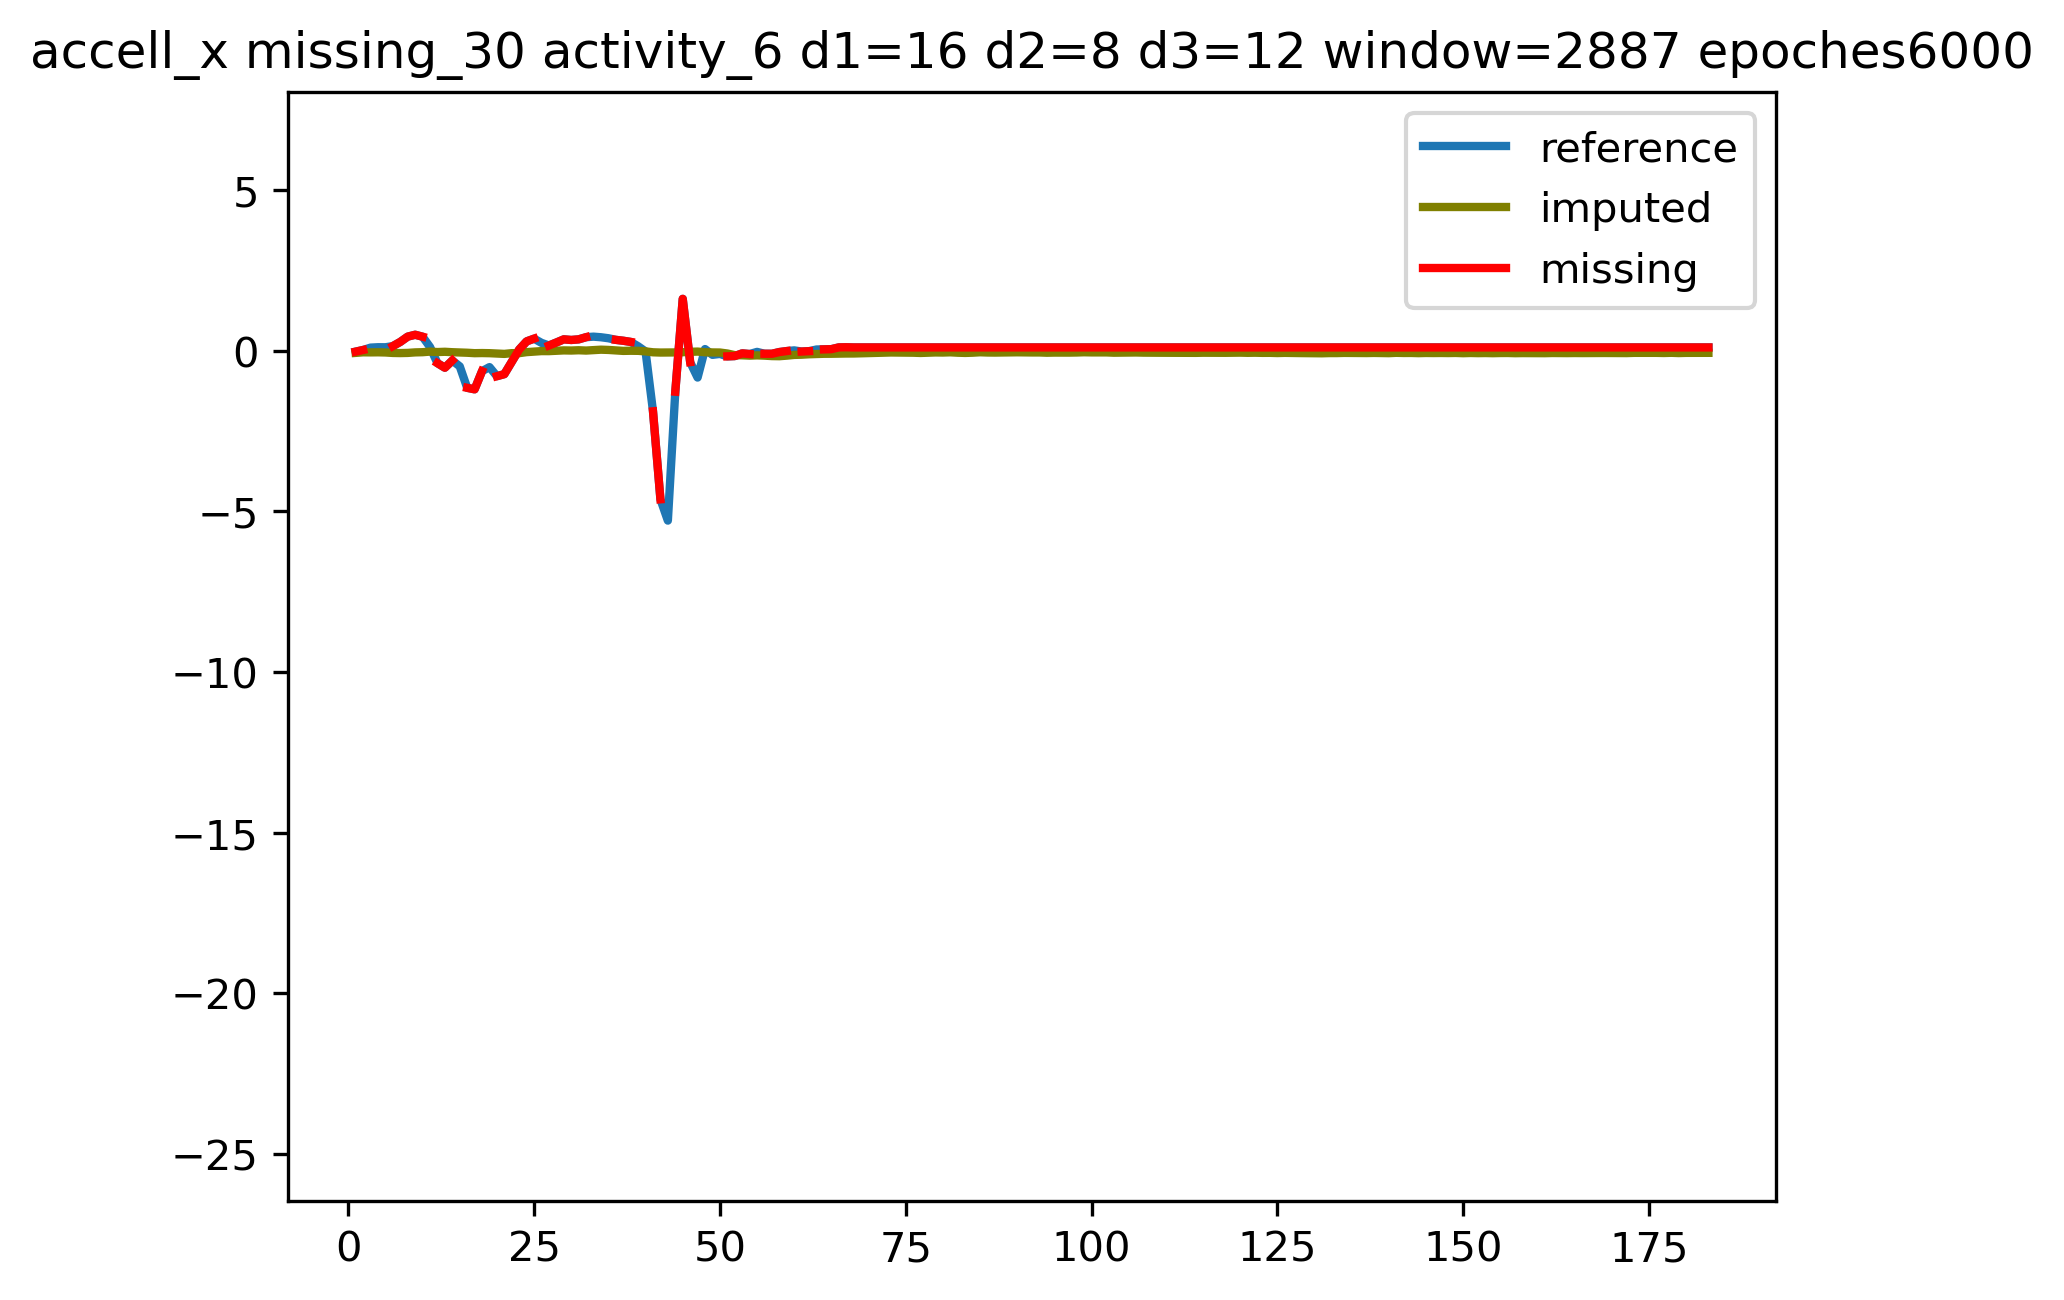 accell_x missing_30 activity_6 d1=16 d2=8 d3=12 window=2887 epoches6000
reference
imputed
missing
5
0
−5
−10
−15
−20
−25
0 25 50 75 100 125 150 175